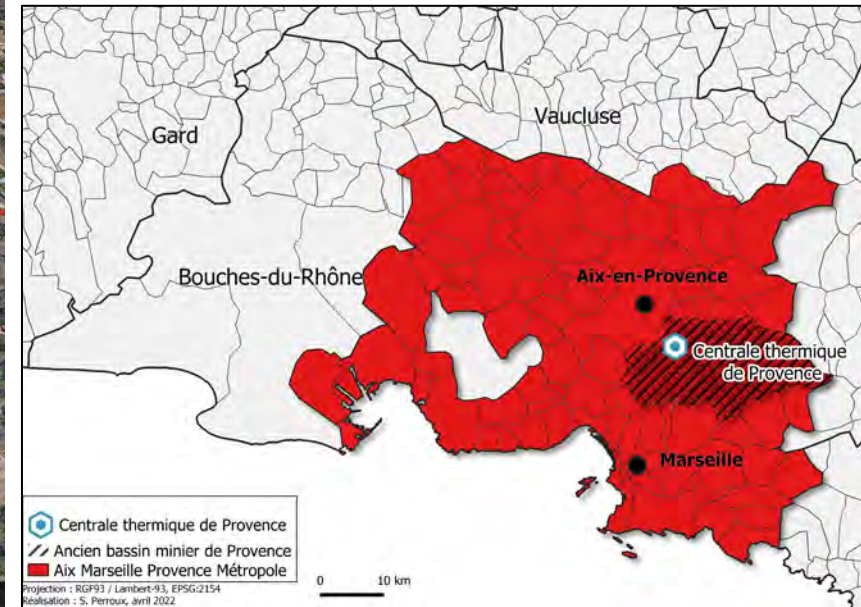 Gard
Vaucluse
Bouches-du-Rhône
Aix-en-Provence
Centrale thermique
de Provence
Marseille
Centrale thermique de Provence
Ancien bassin minier de Provence
Aix Marseille Provence Métropole
0 10 km
Projection : RGF93 / Lambert-93, EPSG:2154
Réalisation : S. Perroux, avril 2022